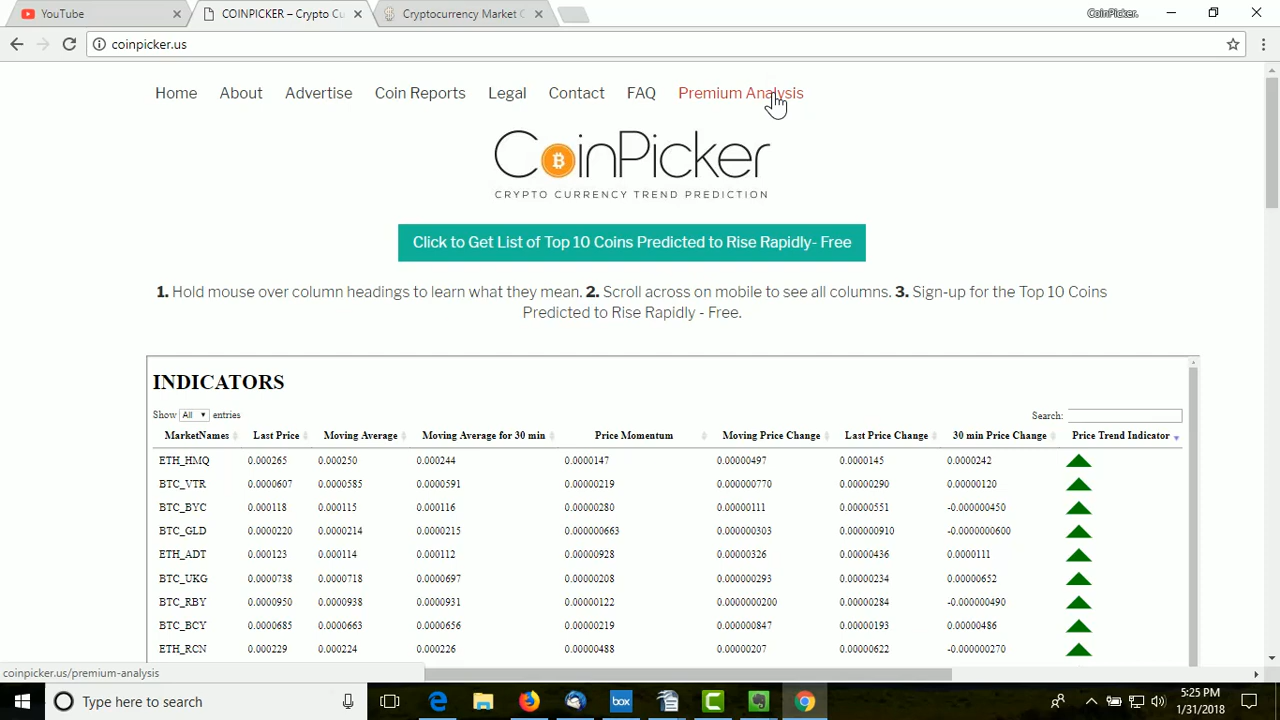 YouTube
COINPICKER – Crypto Cu
Cryptocurrency Market C
CoinPicker.
coinpicker.us
Home About Advertise Coin Reports Legal Contact FAQ Premium Analysis
CoinPicker
CRYPTO CURRENCY TREND PREDICTION
Click to Get List of Top 10 Coins Predicted to Rise Rapidly- Free
1. Hold mouse over column headings to learn what they mean. 2. Scroll across on mobile to see all columns. 3. Sign-up for the Top 10 Coins
Predicted to Rise Rapidly - Free.
INDICATORS
Show All entries Search:
MarketNames Last Price Moving Average Moving Average for 30 min Price Momentum Moving Price Change Last Price Change 30 min Price Change Price Trend Indicator
ETH_HMQ 0.000265 0.000250 0.000244 0.0000147 0.00000497 0.0000145 0.0000242
BTC_VTR 0.0000607 0.0000585 0.0000591 0.00000219 0.000000770 0.00000290 0.00000120
BTC_BYC 0.000118 0.000115 0.000116 0.00000280 0.00000111 0.00000551 -0.000000450
BTC_GLD 0.0000220 0.0000214 0.0000215 0.000000663 0.000000303 0.000000910 -0.0000000600
ETH_ADT 0.000123 0.000114 0.000112 0.00000928 0.00000326 0.00000436 0.0000111
BTC_UKG 0.0000738 0.0000718 0.0000697 0.00000208 0.000000293 0.00000234 0.00000652
BTC_RBY 0.0000950 0.0000938 0.0000931 0.00000122 0.0000000200 0.00000284 -0.000000490
BTC_BCY 0.0000685 0.0000663 0.0000656 0.00000219 0.000000847 0.00000193 0.00000486
ETH_RCN 0.000229 0.000224 0.000226 0.00000488 0.00000207 0.00000622 -0.000000270
coinpicker.us/premium-analysis
Type here to search
box
5:25 PM
1/31/2018